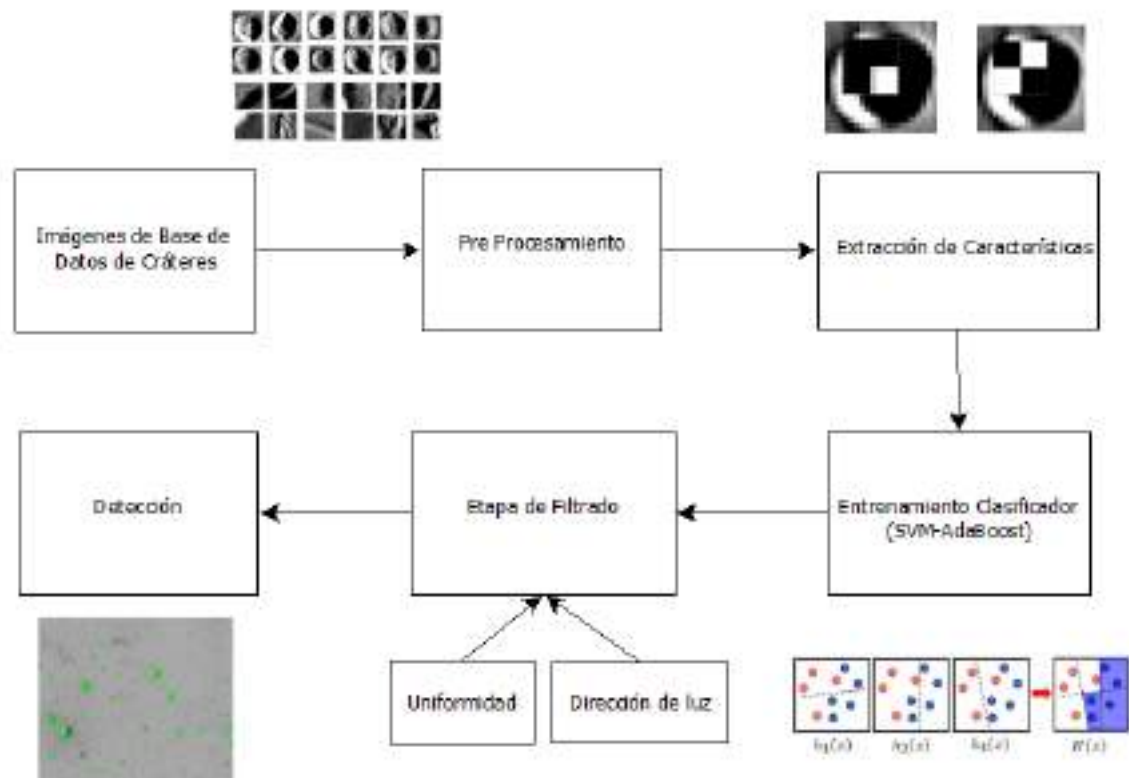 Imágenes de Base de
Datos de Cráteres
Pre Procesamiento
Extracción de Características
Detección
Etapa de Filtrado
Entrenamiento Clasificador
(SVM-AdaBoost)
Uniformidad
Dirección de luz